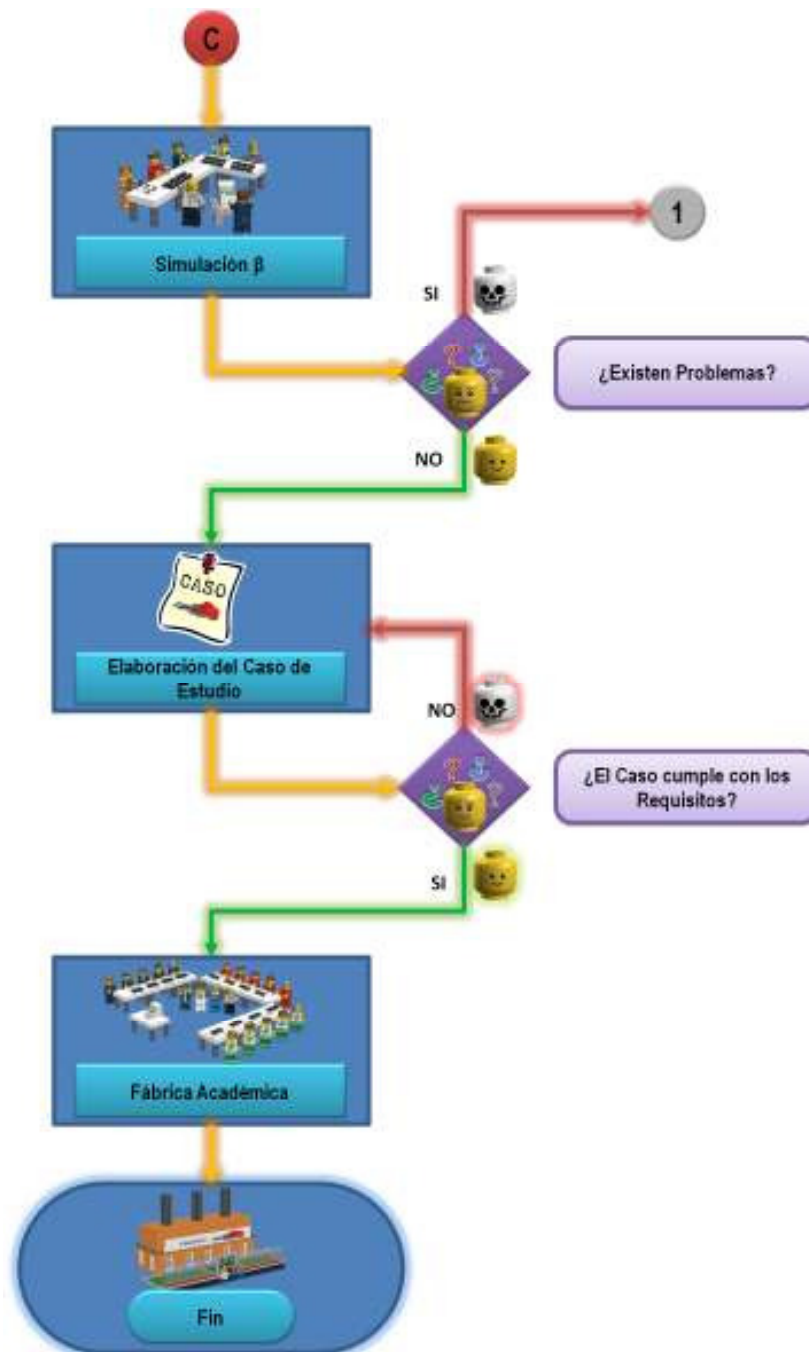 C
Simulación β
1
SI
¿Existen Problemas?
NO
CASO
Elaboración del Caso de
Estudio
NO
¿El Caso cumple con los
Requisitos?
SI
Fábrica Académica
Fin